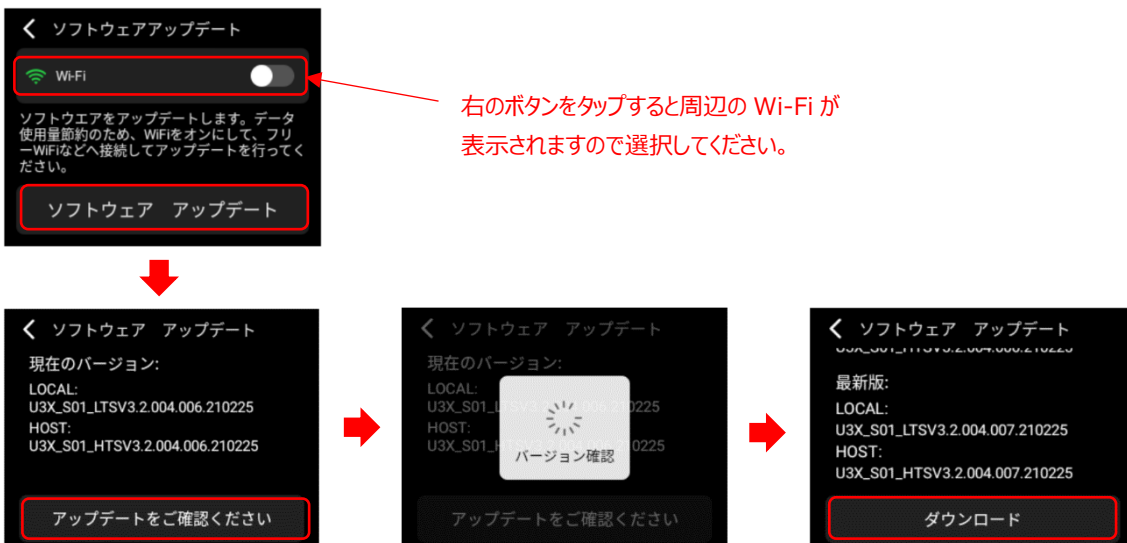 ソフトウェアアップデート
Wi-Fi
右のボタンをタップすると周辺の Wi-Fi が
表示されますので選択してください。
ソフトウエアをアップデートします。データ
使用量節約のため、WiFiをオンにして、フリ
ーWiFiなどへ接続してアップデートを行ってく
ださい。
ソフトウェア　アップデート
ソフトウェア　アップデート
現在のバージョン:
LOCAL:
U3X_S01_LTSV3.2.004.006.210225
HOST:
U3X_S01_HTSV3.2.004.006.210225
アップデートをご確認ください
ソフトウェア　アップデート
現在のバージョン:
LOCAL:
U3X_S01_LTSV3.2.004.006.210225
HOST:
U3X_S01_HTSV3.2.004.006.210225
バージョン確認
アップデートをご確認ください
ソフトウェア　アップデート
最新版:
LOCAL:
U3X_S01_LTSV3.2.004.007.210225
HOST:
U3X_S01_HTSV3.2.004.007.210225
ダウンロード